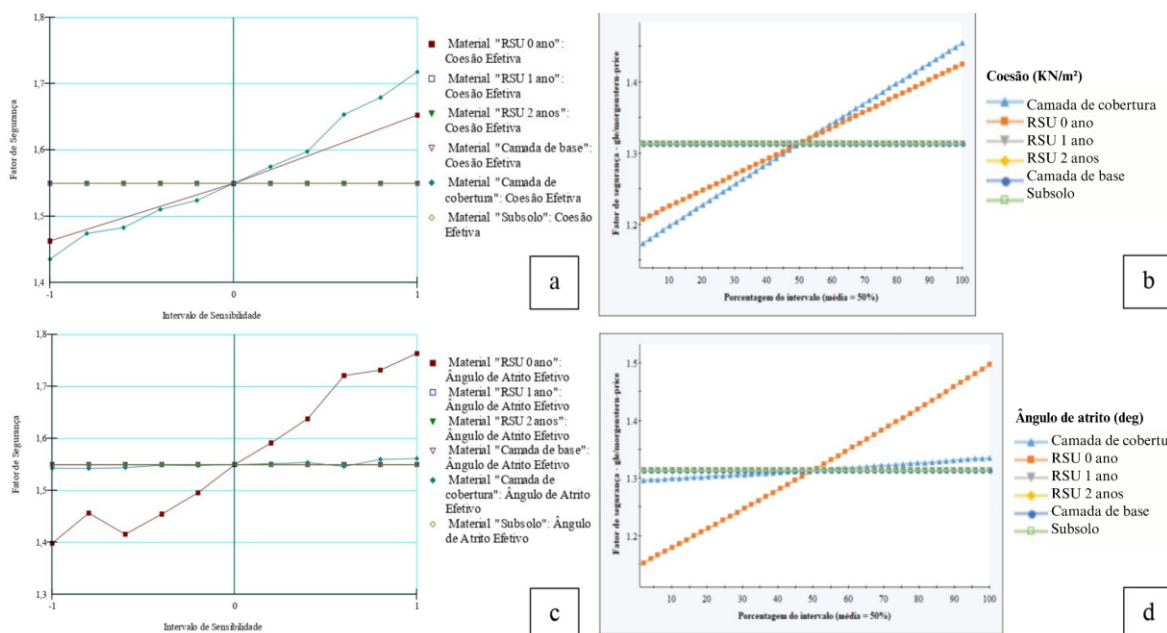 1,8
1,7
1,6
1,5
1,4
-1
0
1
Fator de Segurança
Intervalo de Sensibilidade
Material "RSU 0 ano":
Coesão Efetiva
Material "RSU 1 ano":
Coesão Efetiva
Material "RSU 2 anos":
Coesão Efetiva
Material "Camada de base":
Coesão Efetiva
Material "Camada de
cobertura": Coesão Efetiva
Material "Subsolo": Coesão
Efetiva
a
1.4
1.3
1.2
10
20
30
40
50
60
70
80
90
100
Fator de segurança - gle/morgenstern-price
Porcentagem do intervalo (média = 50%)
Coesão (KN/m²)
Camada de cobertura
RSU 0 ano
RSU 1 ano
RSU 2 anos
Camada de base
Subsolo
b
1,8
1,7
1,6
1,5
1,4
1,3
-1
0
1
Fator de Segurança
Intervalo de Sensibilidade
Material "RSU 0 ano":
Ângulo de Atrito Efetivo
Material "RSU 1 ano":
Ângulo de Atrito Efetivo
Material "RSU 2 anos":
Ângulo de Atrito Efetivo
Material "Camada de base":
Ângulo de Atrito Efetivo
Material "Camada de
cobertura": Ângulo de Atrito
Efetivo
Material "Subsolo": Ângulo
de Atrito Efetivo
c
1.5
1.4
1.3
1.2
10
20
30
40
50
60
70
80
90
100
Fator de segurança - gle/morgenstern-price
Porcentagem do intervalo (média = 50%)
Ângulo de atrito (deg)
Camada de cobertur
RSU 0 ano
RSU 1 ano
RSU 2 anos
Camada de base
Subsolo
d